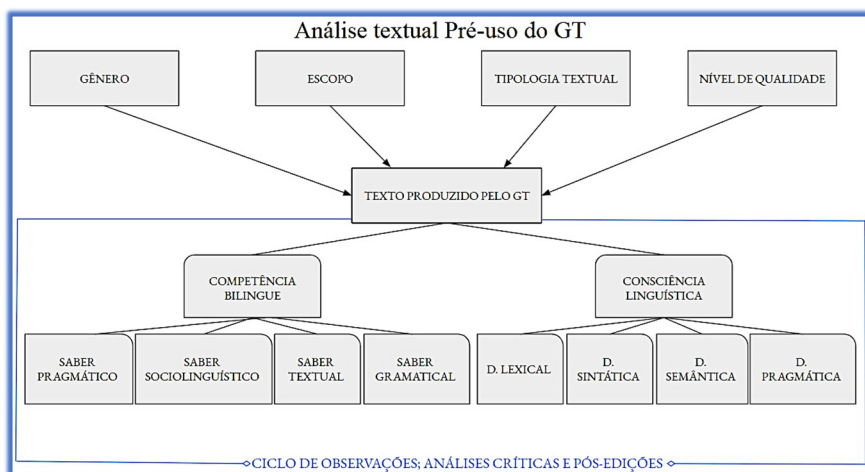 Análise textual Pré-uso do GT
GÊNERO
ESCOPO
TIPOLOGIA TEXTUAL
NÍVEL DE QUALIDADE
TEXTO PRODUZIDO PELO GT
COMPETÊNCIA
BILINGUE
CONSCIÊNCIA
LINGUÍSTICA
SABER
PRAGMÁTICO
SABER
SOCIOLINGUÍSTICO
SABER
TEXTUAL
SABER
GRAMATICAL
D. LEXICAL
D.
SINTÁTICA
D.
SEMÂNTICA
D.
PRAGMÁTICA
CICLO DE OBSERVAÇÕES; ANÁLISES CRÍTICAS E PÓS-EDIÇÕES